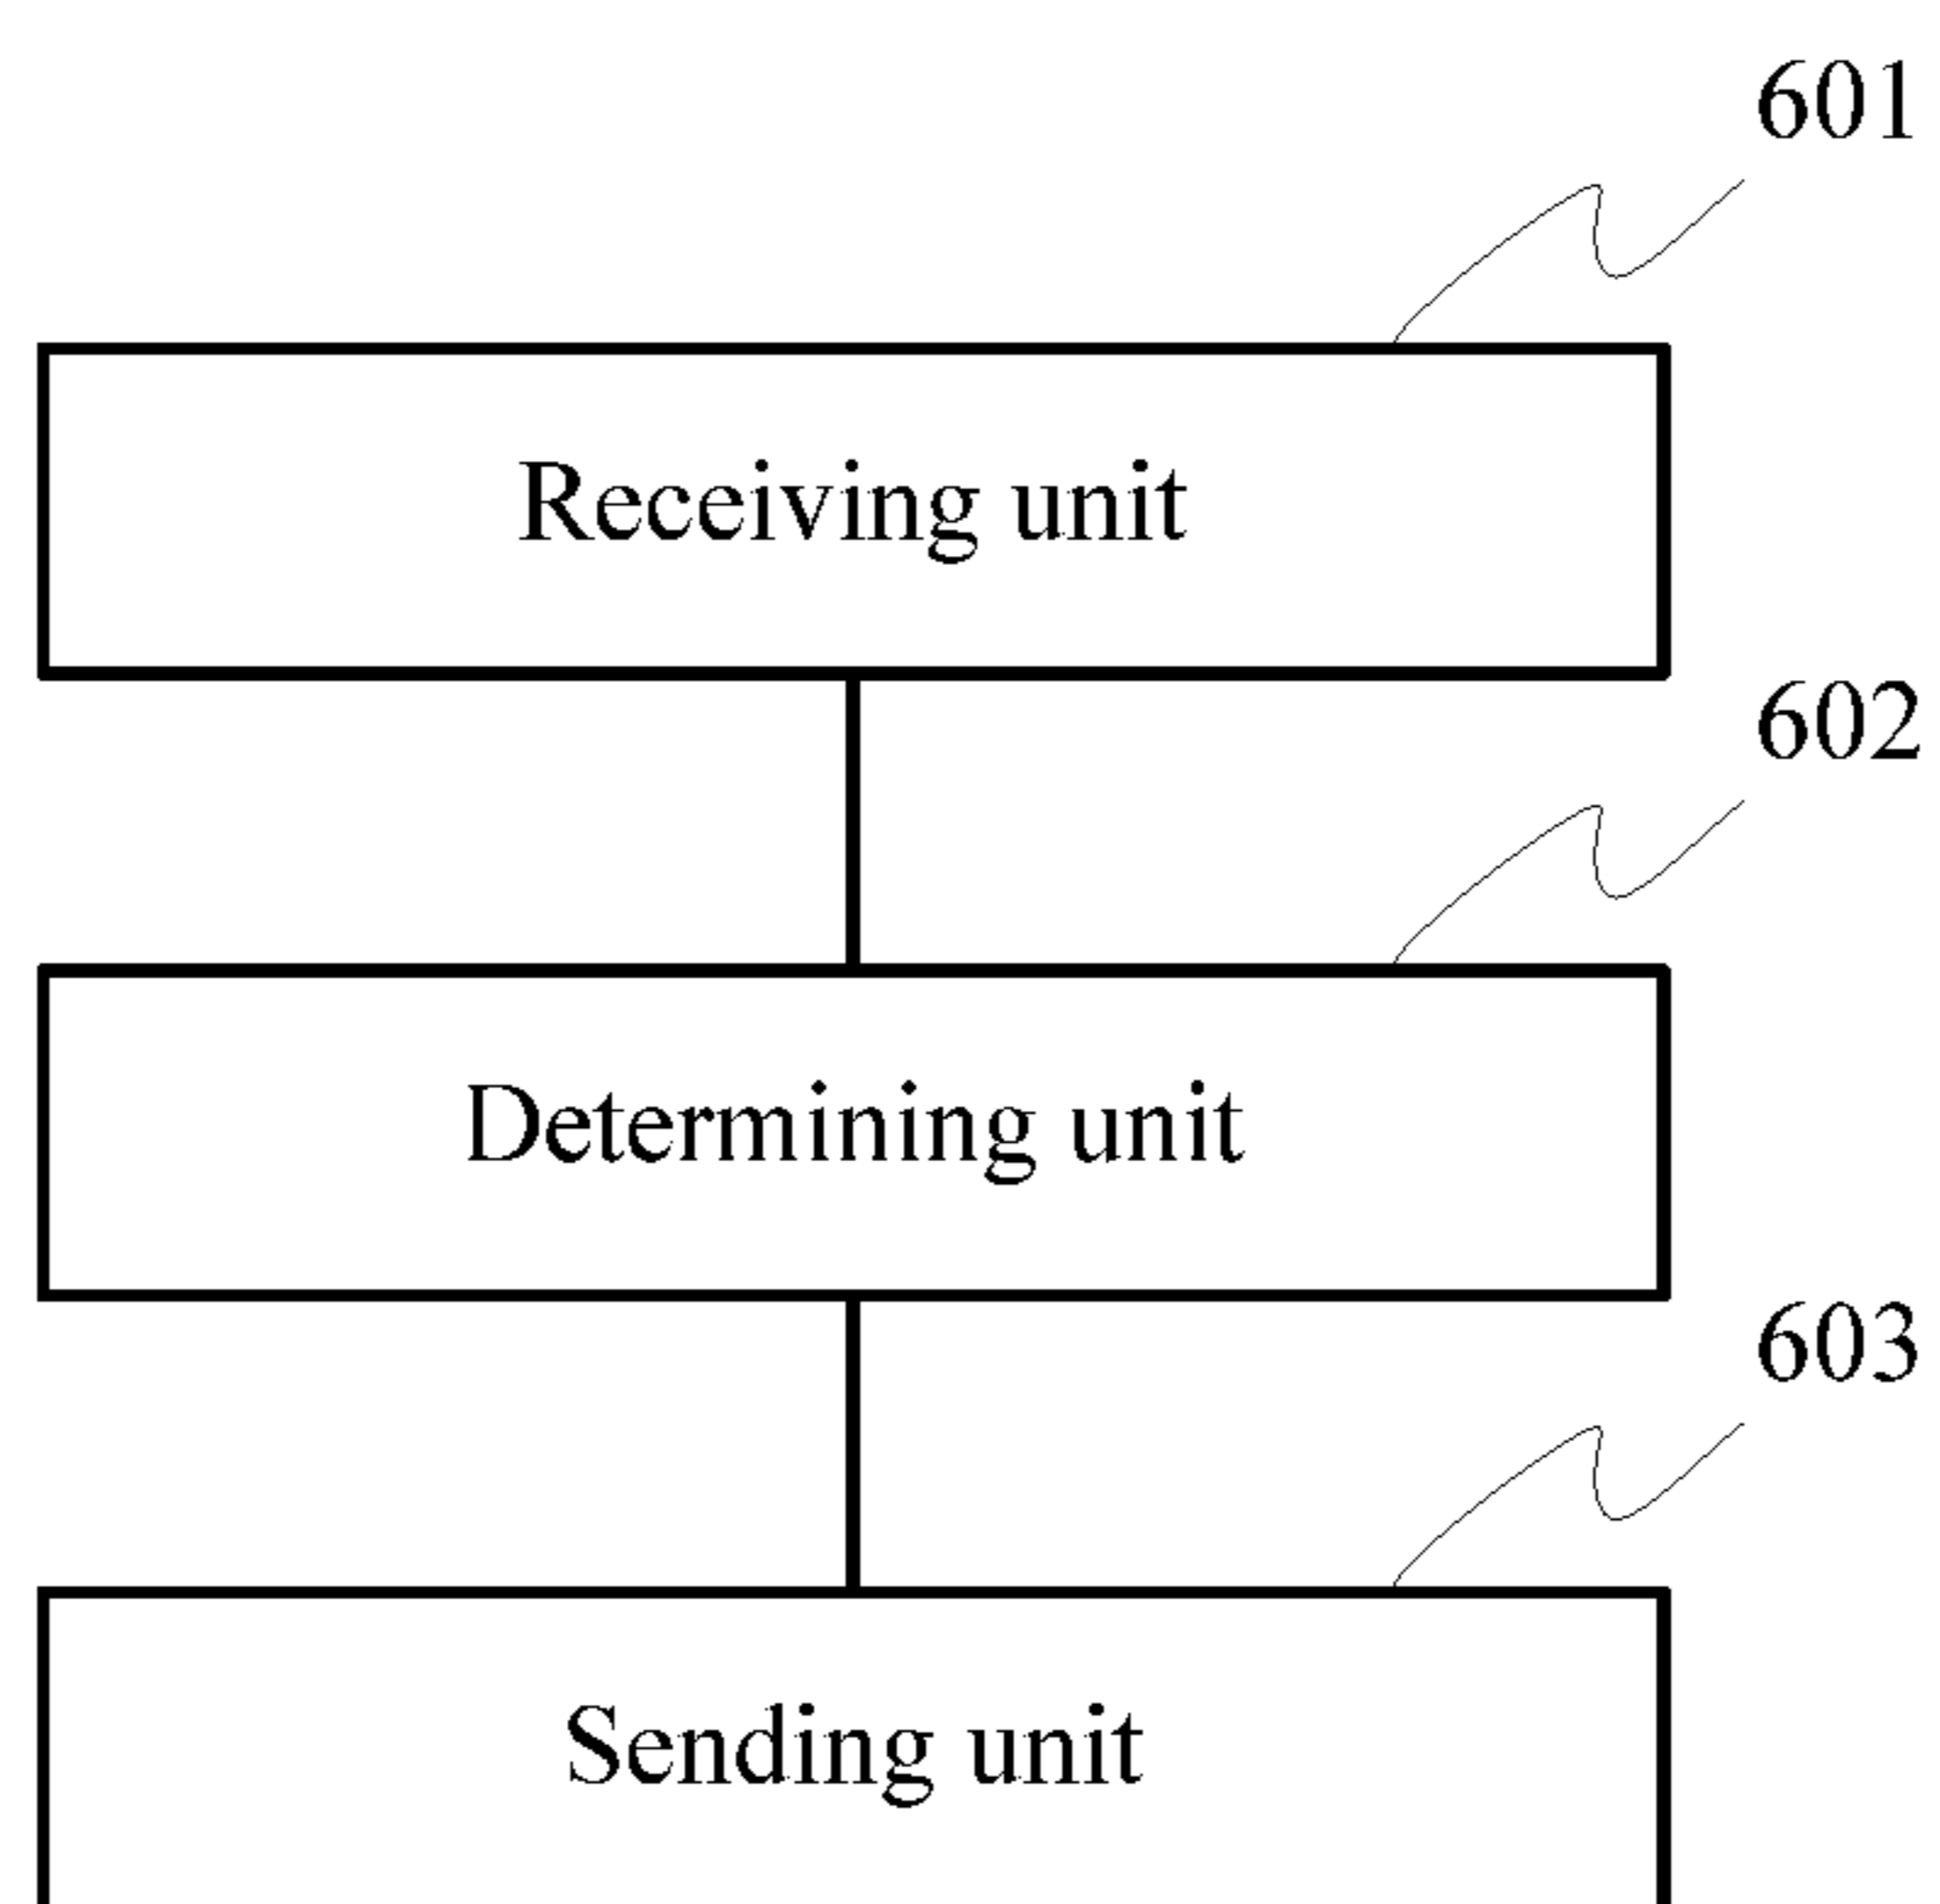 601
Receiving unit
602
Determining unit
603
Sending unit